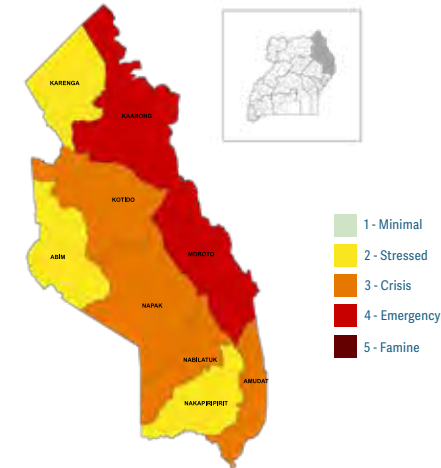 KARENGA
KAABONG
KOTIDO
MOROTO
ABIM
NAPAK
NABILATUK
AMUDAT
NAKAPIRIPIRIT
1 - Minimal
2 - Stressed
3 - Crisis
4 - Emergency
5 - Famine